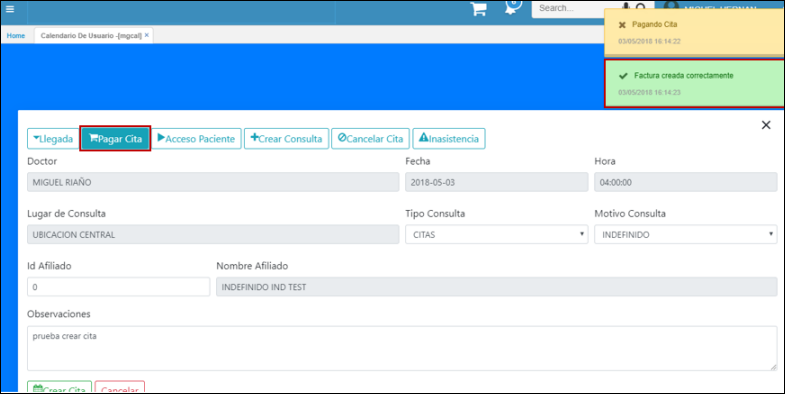 Search...
Home
Calendario De Usuario -[mgcal] ×
Pagando Cita
03/05/2018 16:14:22
Factura creada correctamente
03/05/2018 16:14:23
Llegada
Pagar Cita
Acceso Paciente
Crear Consulta
Cancelar Cita
Inasistencia
Doctor
Fecha
Hora
MIGUEL RIAÑO
2018-05-03
04:00:00
Lugar de Consulta
Tipo Consulta
Motivo Consulta
UBICACION CENTRAL
CITAS
INDEFINIDO
Id Afiliado
Nombre Afiliado
0
INDEFINIDO IND TEST
Observaciones
prueba crear cita
Crear Cita
Cancelar